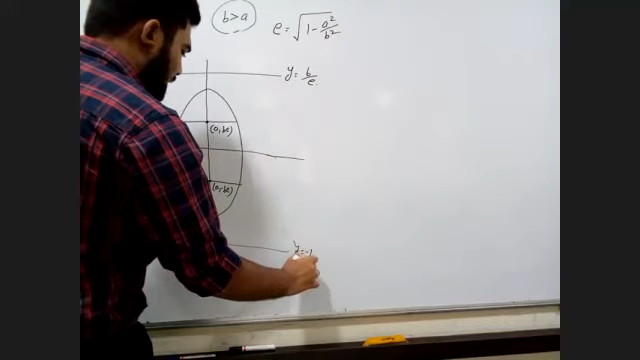 b>a
e = √(1 - a²/b²)
y = b/e
(0, be)
(0, -be)
y = -